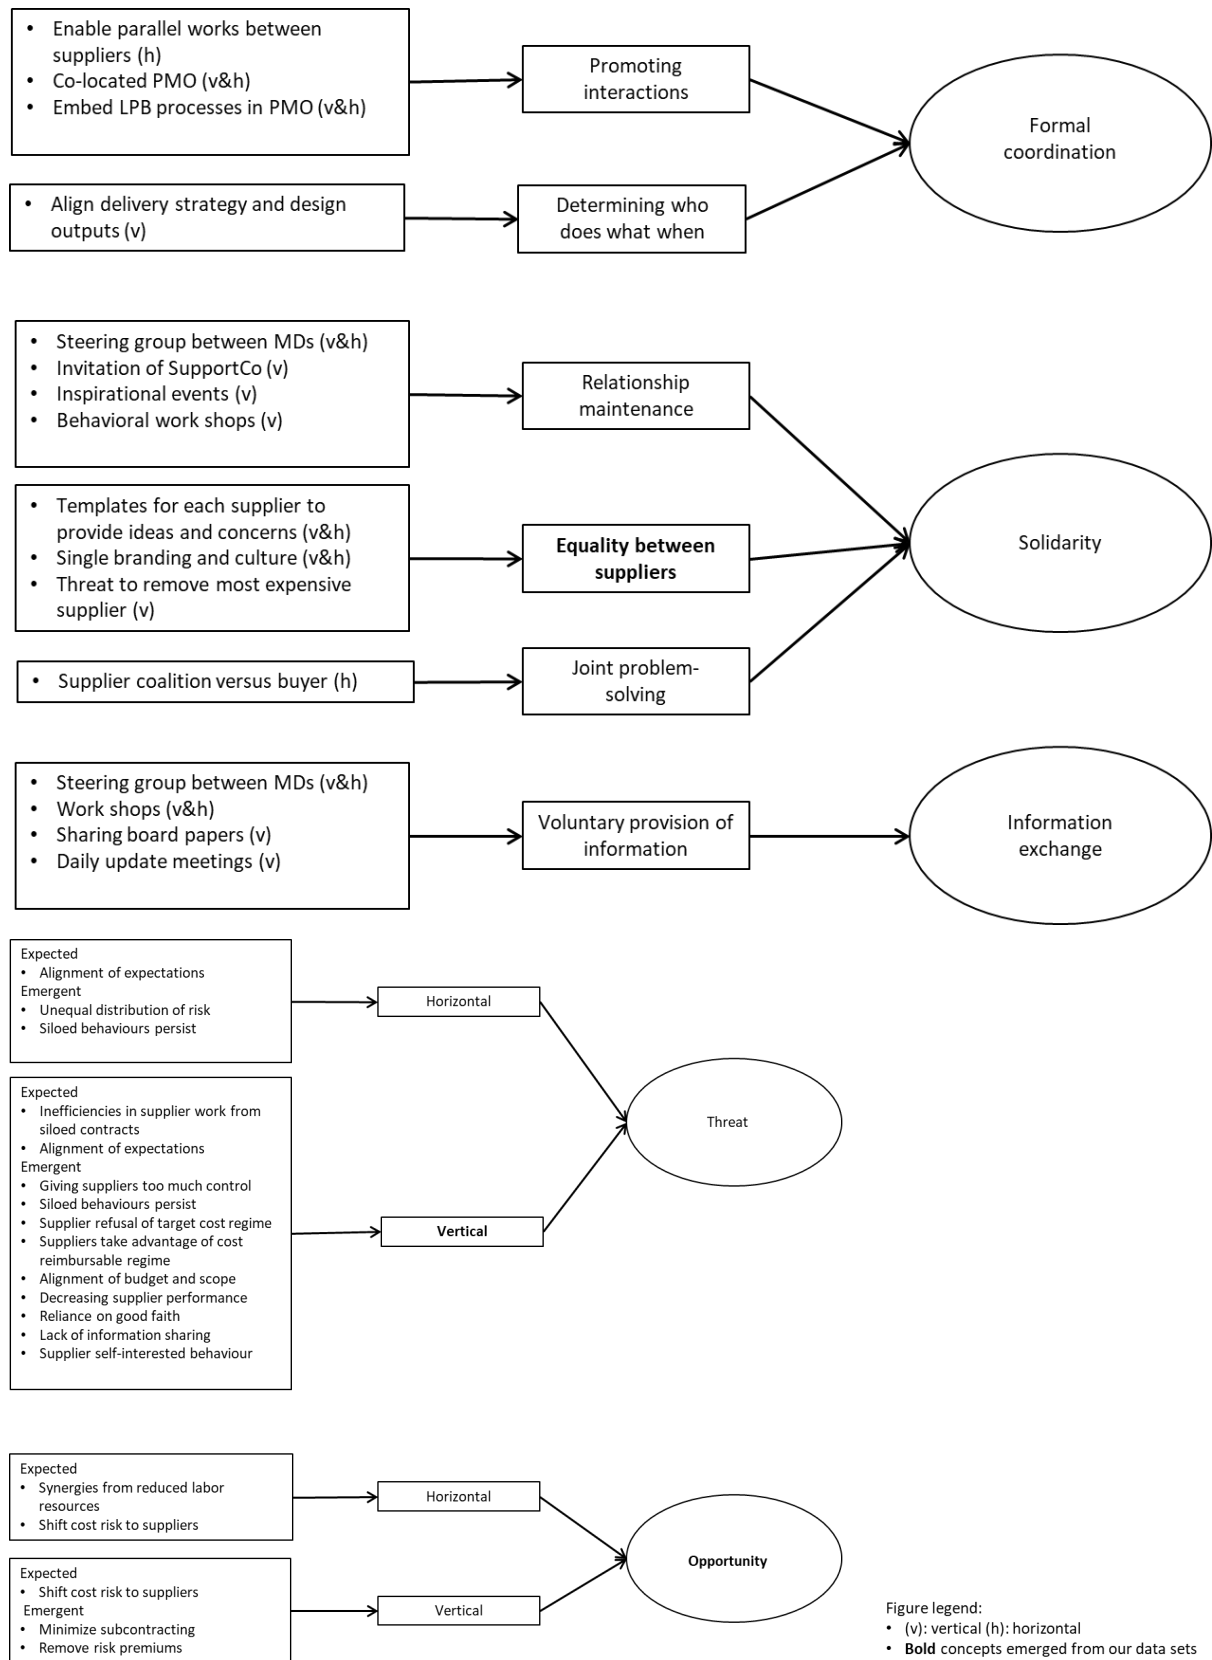 • Enable parallel works between
suppliers (h)
• Co-located PMO (v&h)
• Embed LPB processes in PMO (v&h)
Promoting
interactions
Formal
coordination
• Align delivery strategy and design
outputs (v)
Determining who
does what when
• Steering group between MDs (v&h)
• Invitation of SupportCo (v)
• Inspirational events (v)
• Behavioral work shops (v)
Relationship
maintenance
• Templates for each supplier to
provide ideas and concerns (v&h)
• Single branding and culture (v&h)
• Threat to remove most expensive
supplier (v)
Equality between
suppliers
Solidarity
• Supplier coalition versus buyer (h)
Joint problem-
solving
• Steering group between MDs (v&h)
• Work shops (v&h)
• Sharing board papers (v)
• Daily update meetings (v)
Voluntary provision of
information
Information
exchange
Expected
• Alignment of expectations
Emergent
• Unequal distribution of risk
• Siloed behaviours persist
Horizontal
Threat
Expected
• Inefficiencies in supplier work from
siloed contracts
• Alignment of expectations
Emergent
• Giving suppliers too much control
• Siloed behaviours persist
• Supplier refusal of target cost regime
• Suppliers take advantage of cost
reimbursable regime
• Alignment of budget and scope
• Decreasing supplier performance
• Reliance on good faith
• Lack of information sharing
• Supplier self-interested behaviour
Vertical
Expected
• Synergies from reduced labor
resources
• Shift cost risk to suppliers
Horizontal
Opportunity
Expected
• Shift cost risk to suppliers
Emergent
• Minimize subcontracting
• Remove risk premiums
Vertical
Figure legend:
• (v): vertical (h): horizontal
• Bold concepts emerged from our data sets